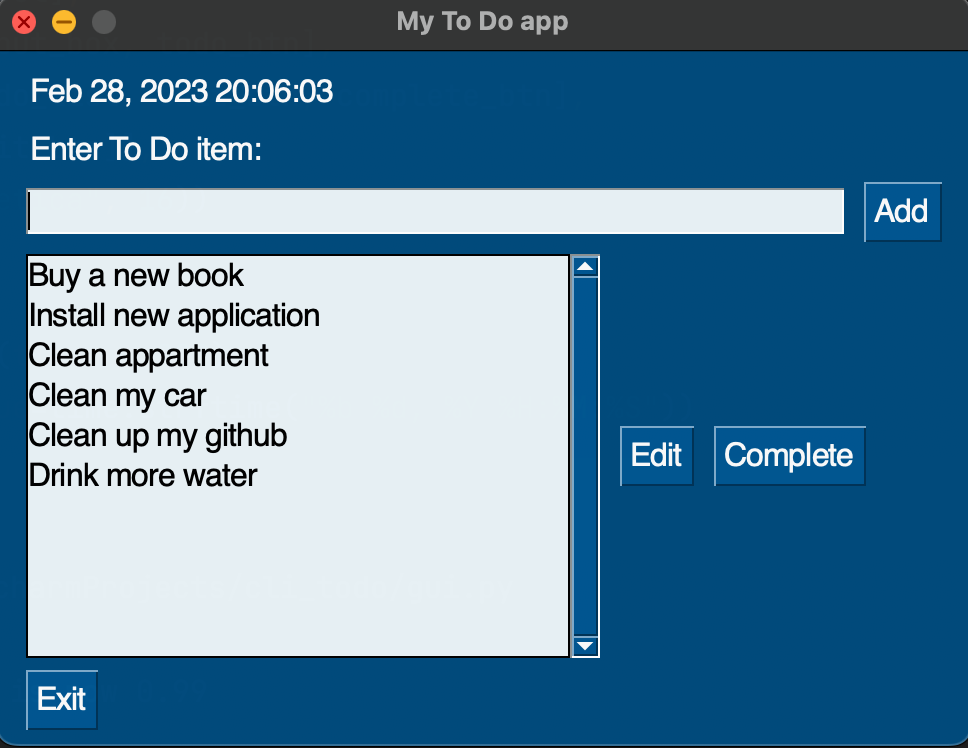 My To Do app
Feb 28, 2023 20:06:03
Enter To Do item:
Add
Buy a new book
Install new application
Clean appartment
Clean my car
Clean up my github
Drink more water
Edit
Complete
Exit